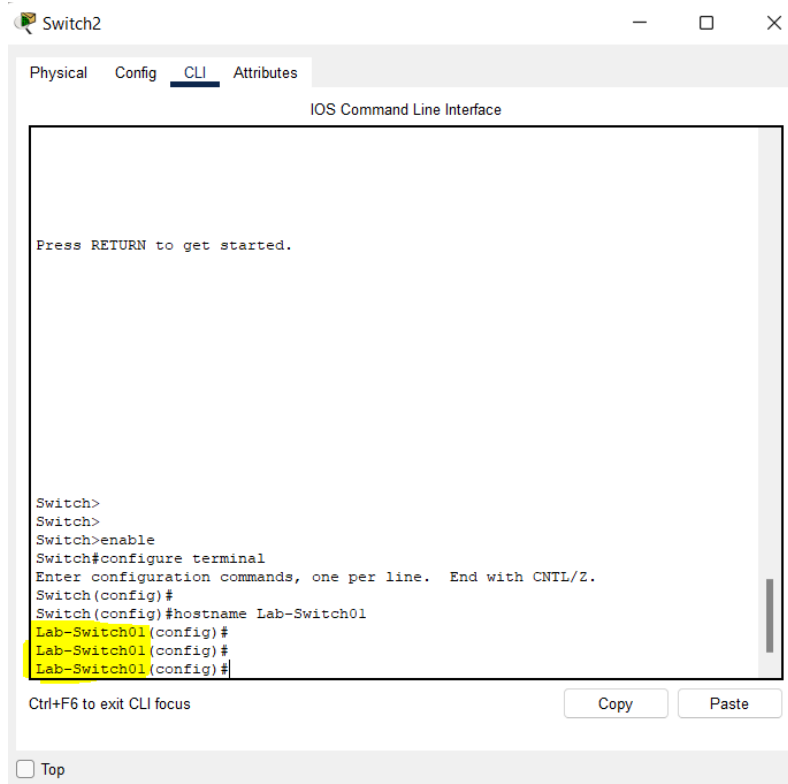 Switch2
Physical Config CLI Attributes
IOS Command Line Interface
Press RETURN to get started.
Switch>
Switch>
Switch>enable
Switch#configure terminal
Enter configuration commands, one per line.  End with CNTL/Z.
Switch(config)#
Switch(config)#hostname Lab-Switch01
Lab-Switch01(config)#
Lab-Switch01(config)#
Lab-Switch01(config)#
Ctrl+F6 to exit CLI focus Copy Paste
Top